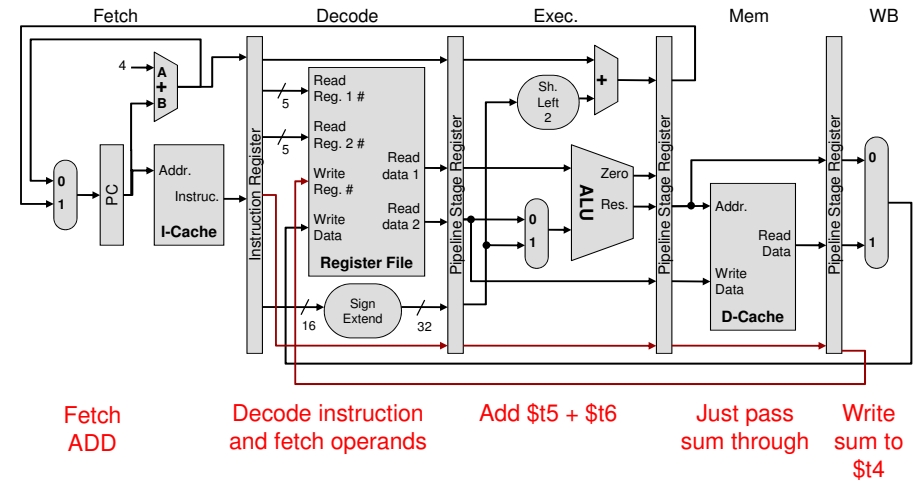 Fetch
Decode
Exec.
Mem
WB
4
A
+
B
0
1
PC
Addr.
Instruc.
I-Cache
Instruction Register
5
5
Read
Reg. 1 #
Read
Reg. 2 #
Write
Reg. #
Write
Data
Read
data 1
Read
data 2
Register File
16
Sign
Extend
32
Pipeline Stage Register
Sh.
Left
2
+
0
1
ALU
Zero
Res.
Pipeline Stage Register
Addr.
Read
Data
Write
Data
D-Cache
Pipeline Stage Register
0
1
Fetch
ADD
Decode instruction
and fetch operands
Add $t5 + $t6
Just pass
sum through
Write
sum to
$t4